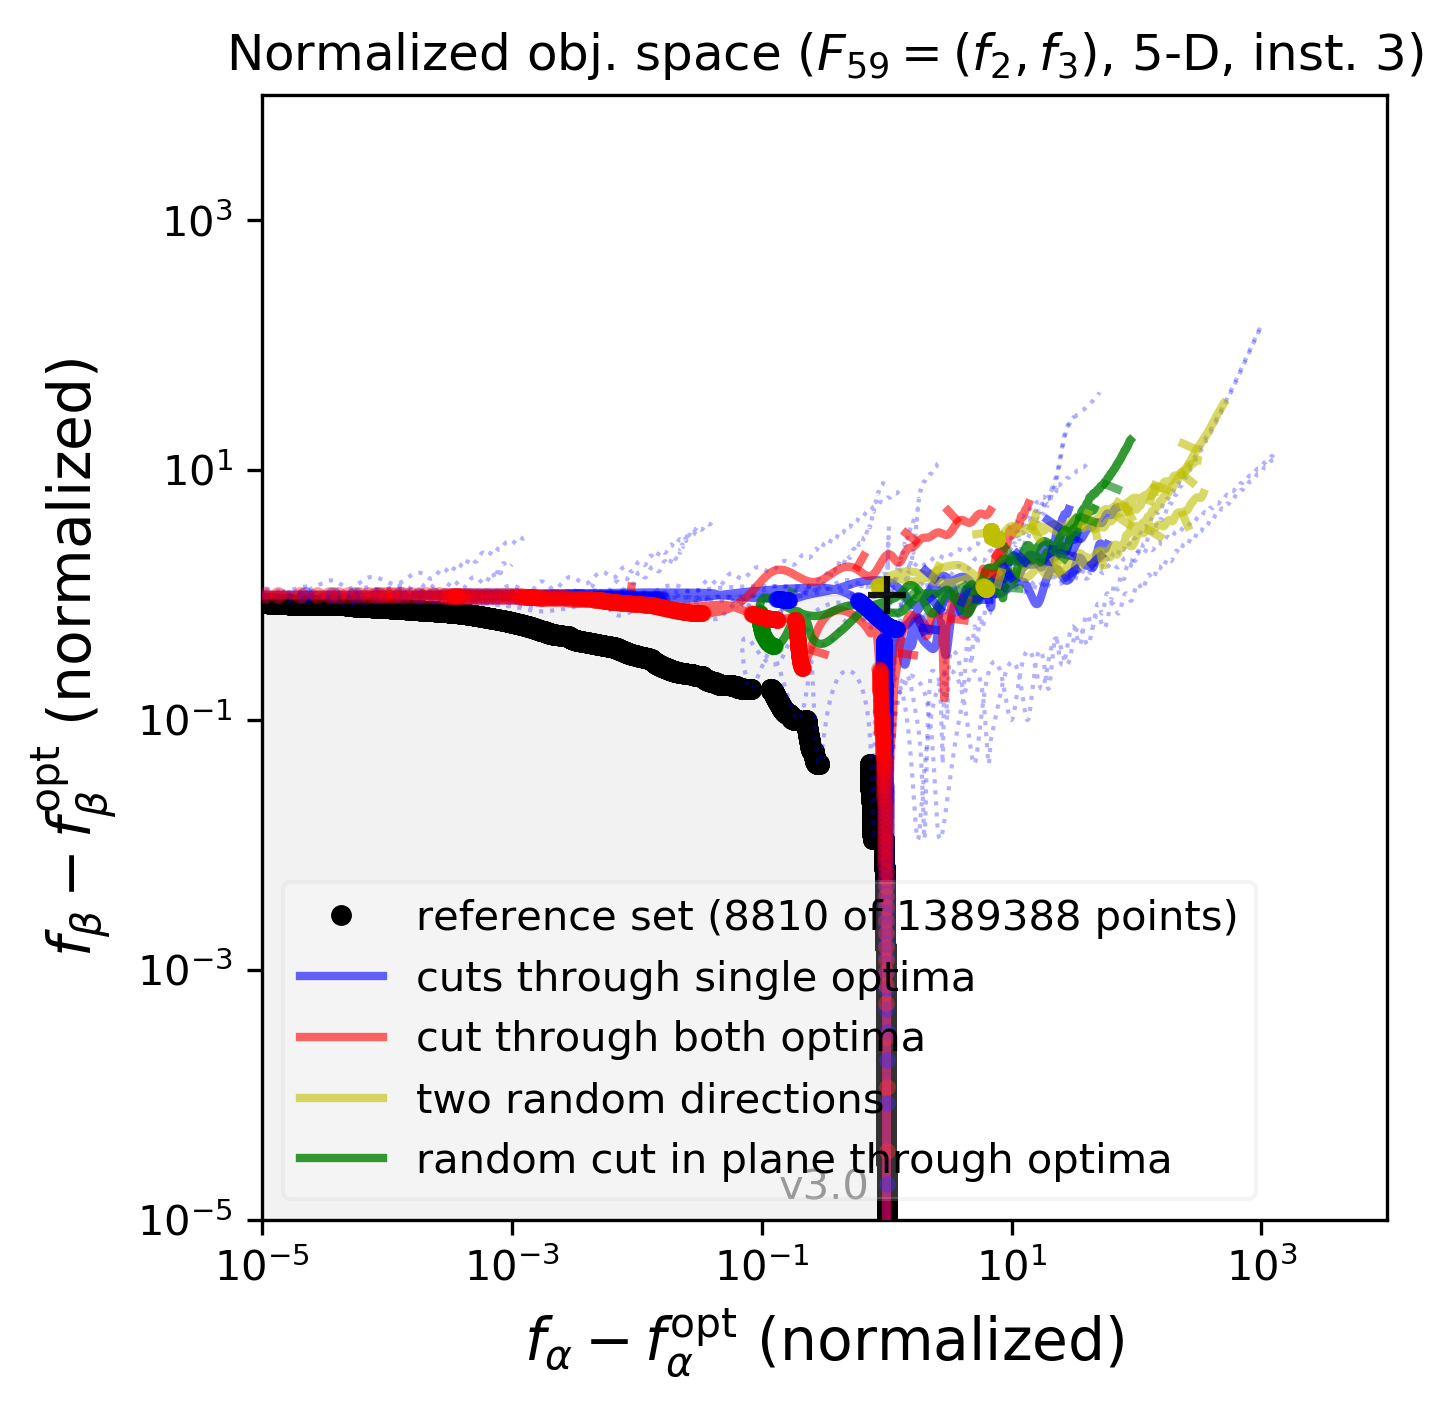 Normalized obj. space (F₅₉ = (f₂, f₃), 5-D, inst. 3)
10³
10¹
10⁻¹
10⁻³
10⁻⁵
f_β − f_β^opt (normalized)
reference set (8810 of 1389388 points)
cuts through single optima
cut through both optima
two random directions
random cut in plane through optima
v3.0
10⁻⁵ 10⁻³ 10⁻¹ 10¹ 10³
f_α − f_α^opt (normalized)